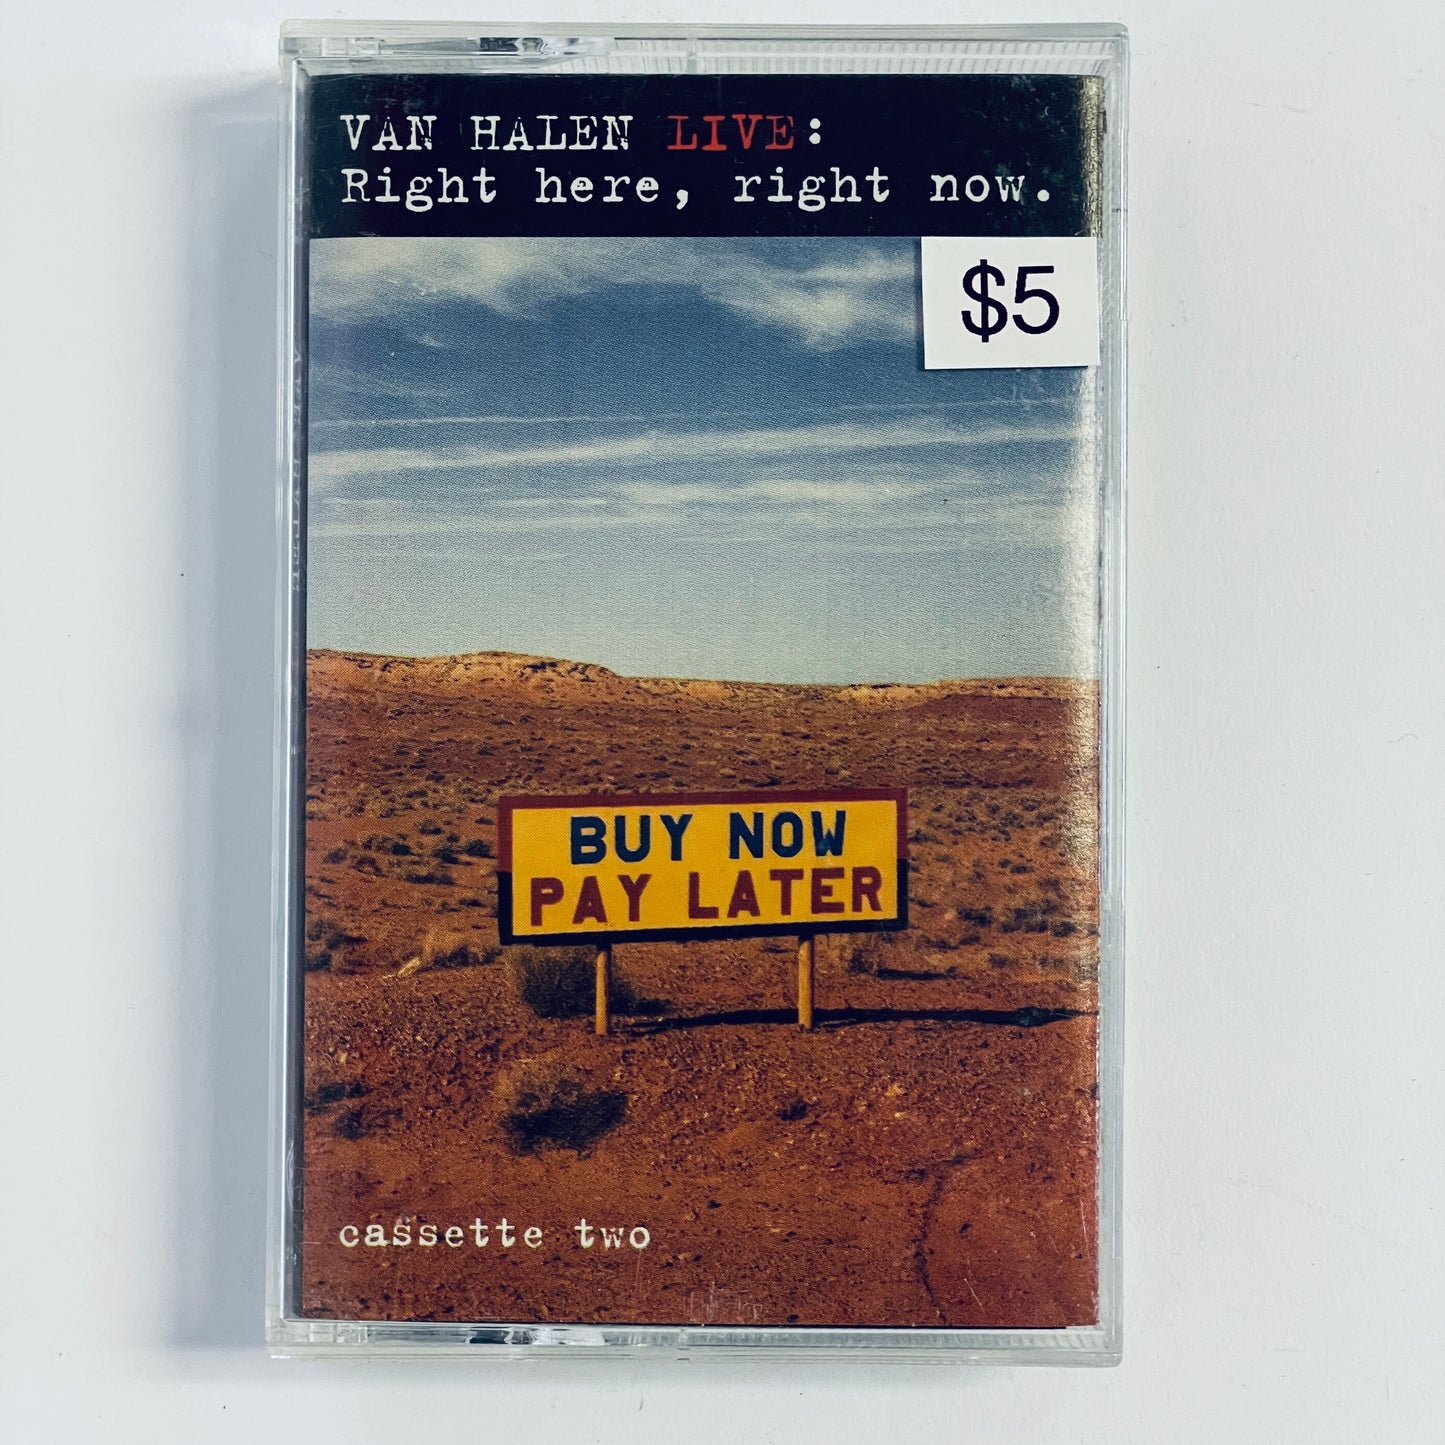 VAN HALEN LIVE:
Right here, right now.
$5
BUY NOW
PAY LATER
cassette two